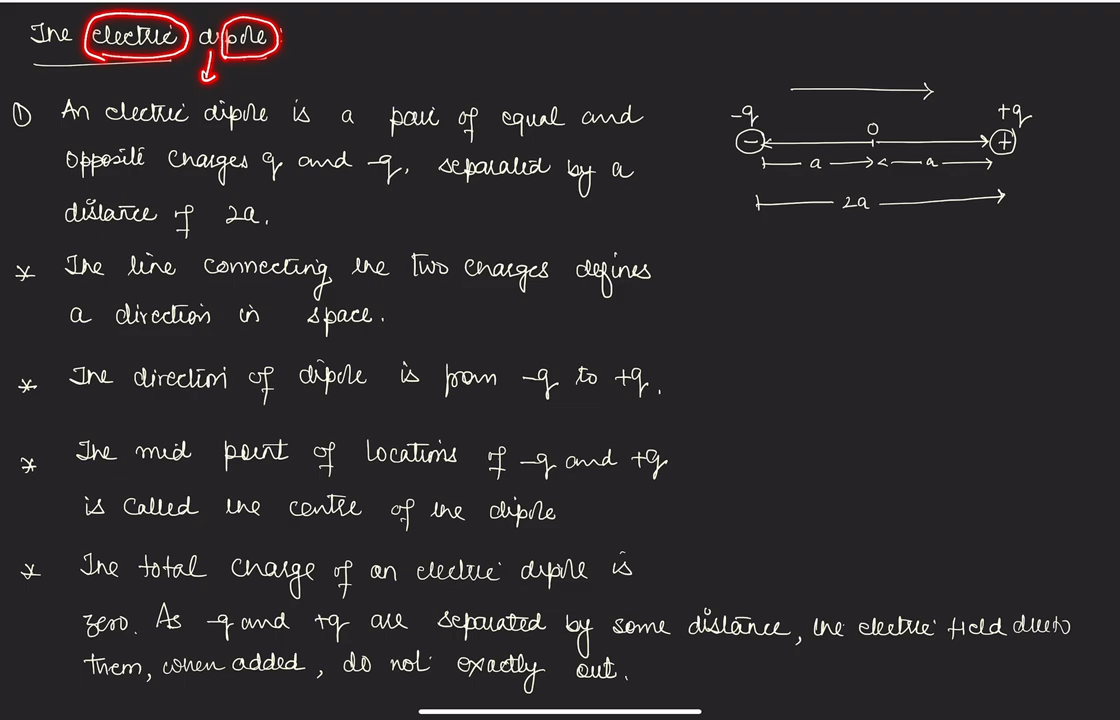 The electric dipole:
① An electric dipole is a pair of equal and
opposite charges q and -q, separated by a
distance of 2a.
* The line connecting the two charges defines
a direction in space.
* The direction of dipole is from -q to +q.
* The mid point of locations of -q and +q
is called the centre of the dipole
* The total charge of an electric dipole is
zero. As -q and +q are separated by some distance, the electric field due to
them, when added, do not exactly out.
-q +q
O
− +
a a
2a